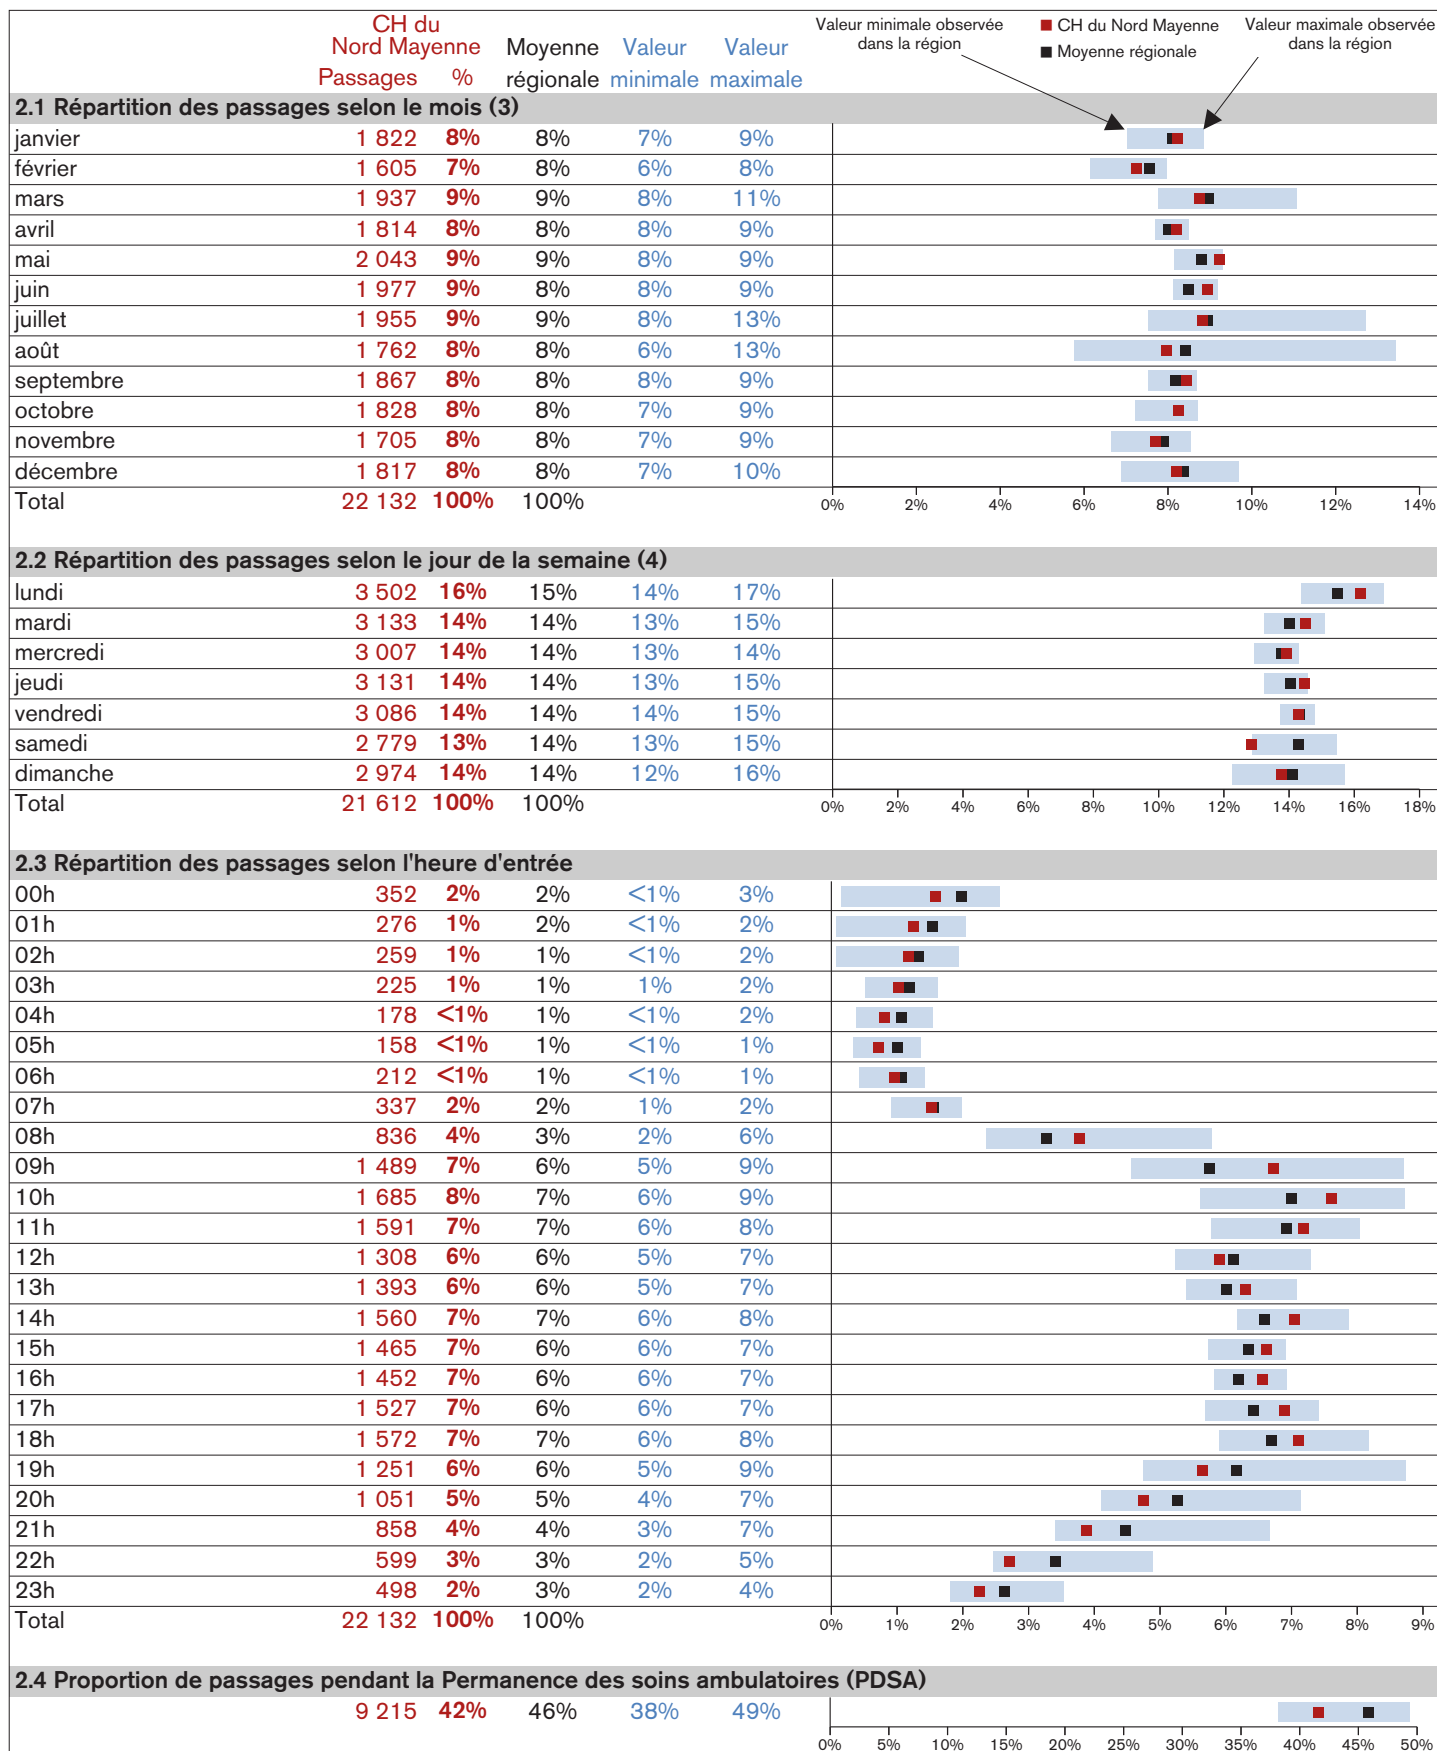 CH du
Nord Mayenne Moyenne Valeur Valeur
Passages % régionale minimale maximale
Valeur minimale observée
dans la région
CH du Nord Mayenne
Moyenne régionale
Valeur maximale observée
dans la région
2.1 Répartition des passages selon le mois (3)
janvier 1 822 8% 8% 7% 9%
février 1 605 7% 8% 6% 8%
mars 1 937 9% 9% 8% 11%
avril 1 814 8% 8% 8% 9%
mai 2 043 9% 9% 8% 9%
juin 1 977 9% 8% 8% 9%
juillet 1 955 9% 9% 8% 13%
août 1 762 8% 8% 6% 13%
septembre 1 867 8% 8% 8% 9%
octobre 1 828 8% 8% 7% 9%
novembre 1 705 8% 8% 7% 9%
décembre 1 817 8% 8% 7% 10%
Total 22 132 100% 100%
0% 2% 4% 6% 8% 10% 12% 14%
2.2 Répartition des passages selon le jour de la semaine (4)
lundi 3 502 16% 15% 14% 17%
mardi 3 133 14% 14% 13% 15%
mercredi 3 007 14% 14% 13% 14%
jeudi 3 131 14% 14% 13% 15%
vendredi 3 086 14% 14% 14% 15%
samedi 2 779 13% 14% 13% 15%
dimanche 2 974 14% 14% 12% 16%
Total 21 612 100% 100%
0% 2% 4% 6% 8% 10% 12% 14% 16% 18%
2.3 Répartition des passages selon l'heure d'entrée
00h 352 2% 2% <1% 3%
01h 276 1% 2% <1% 2%
02h 259 1% 1% <1% 2%
03h 225 1% 1% 1% 2%
04h 178 <1% 1% <1% 2%
05h 158 <1% 1% <1% 1%
06h 212 <1% 1% <1% 1%
07h 337 2% 2% 1% 2%
08h 836 4% 3% 2% 6%
09h 1 489 7% 6% 5% 9%
10h 1 685 8% 7% 6% 9%
11h 1 591 7% 7% 6% 8%
12h 1 308 6% 6% 5% 7%
13h 1 393 6% 6% 5% 7%
14h 1 560 7% 7% 6% 8%
15h 1 465 7% 6% 6% 7%
16h 1 452 7% 6% 6% 7%
17h 1 527 7% 6% 6% 7%
18h 1 572 7% 7% 6% 8%
19h 1 251 6% 6% 5% 9%
20h 1 051 5% 5% 4% 7%
21h 858 4% 4% 3% 7%
22h 599 3% 3% 2% 5%
23h 498 2% 3% 2% 4%
Total 22 132 100% 100%
0% 1% 2% 3% 4% 5% 6% 7% 8% 9%
2.4 Proportion de passages pendant la Permanence des soins ambulatoires (PDSA)
9 215 42% 46% 38% 49%
0% 5% 10% 15% 20% 25% 30% 35% 40% 45% 50%